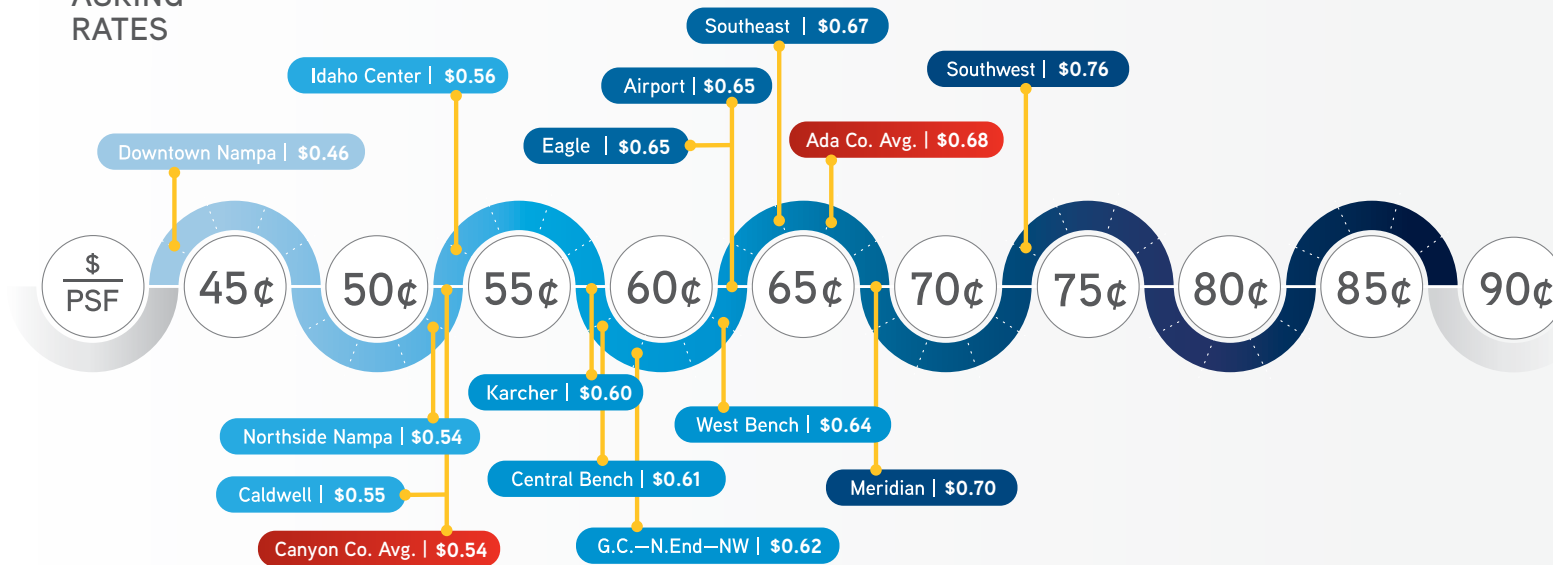 ASKING
RATES
Southeast | $0.67
Idaho Center | $0.56
Airport | $0.65
Southwest | $0.76
Eagle | $0.65
Ada Co. Avg. | $0.68
Downtown Nampa | $0.46
$
PSF
45¢
50¢
55¢
60¢
65¢
70¢
75¢
80¢
85¢
90¢
Karcher | $0.60
Northside Nampa | $0.54
West Bench | $0.64
Central Bench | $0.61
Caldwell | $0.55
Meridian | $0.70
Canyon Co. Avg. | $0.54
G.C.—N.End—NW | $0.62